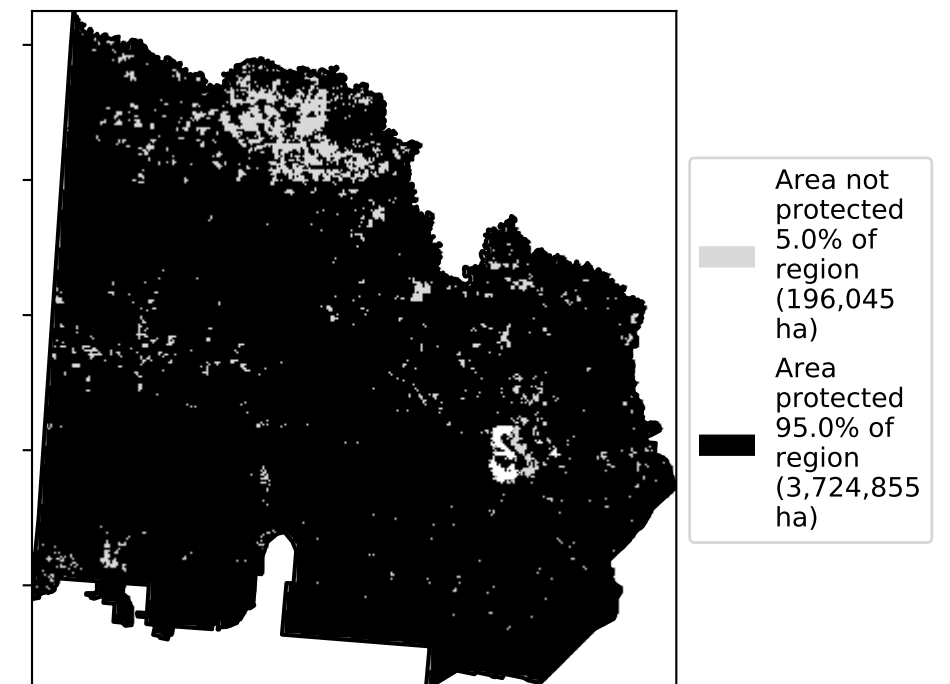 Area not
protected
5.0% of
region
(196,045
ha)
Area
protected
95.0% of
region
(3,724,855
ha)